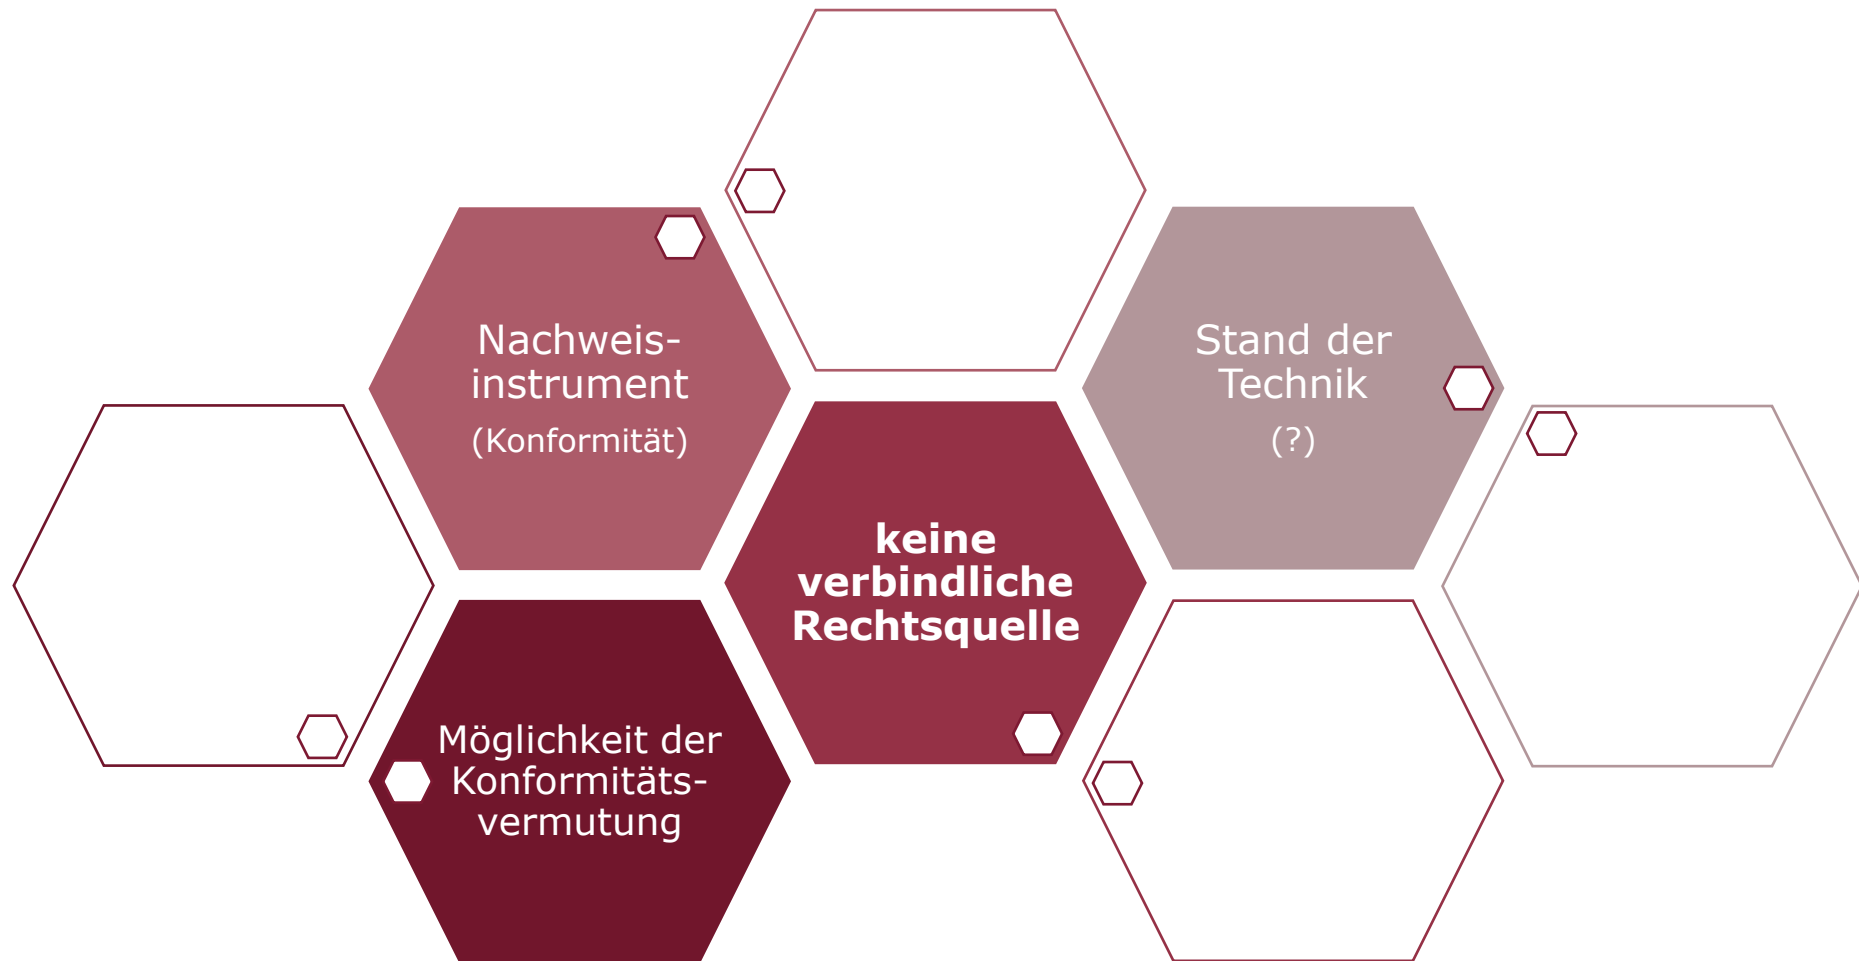 Nachweis-
instrument
(Konformität)
Stand der
Technik
(?)
keine
verbindliche
Rechtsquelle
Möglichkeit der
Konformitäts-
vermutung